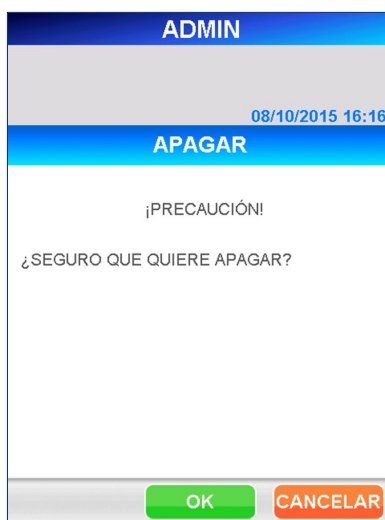 ADMIN
08/10/2015 16:16
APAGAR
¡PRECAUCIÓN!
¿SEGURO QUE QUIERE APAGAR?
OK
CANCELAR